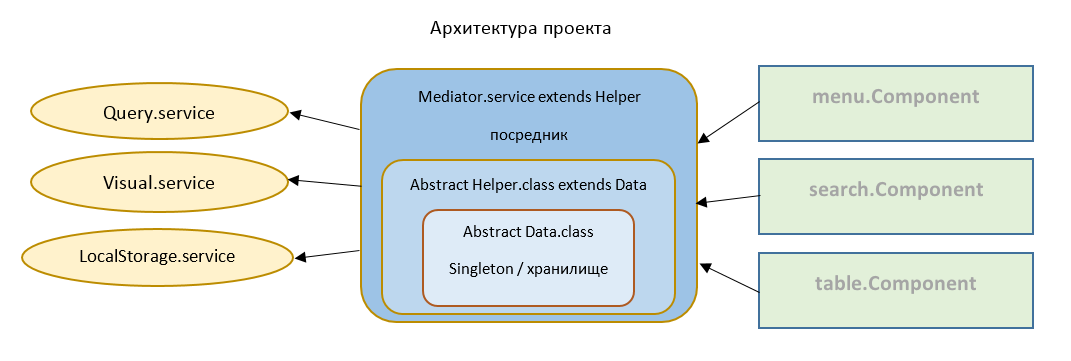 Архитектура проекта
Query.service
Visual.service
LocalStorage.service
Mediator.service extends Helper
посредник
Abstract Helper.class extends Data
Abstract Data.class
Singleton / хранилище
menu.Component
search.Component
table.Component